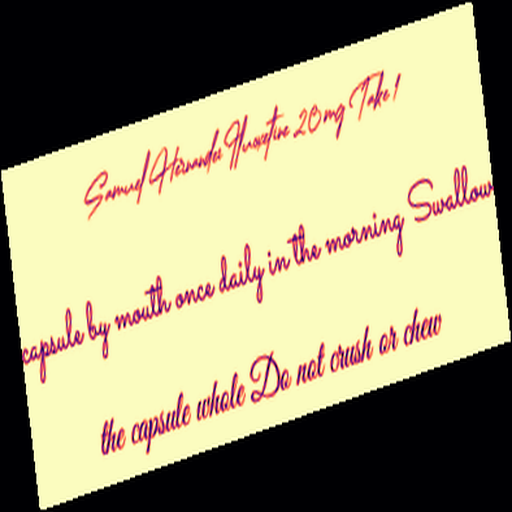 Samuel Hernandez Fluoxetine 20mg Take 1
capsule by mouth once daily in the morning Swallow
the capsule whole Do not crush or chew